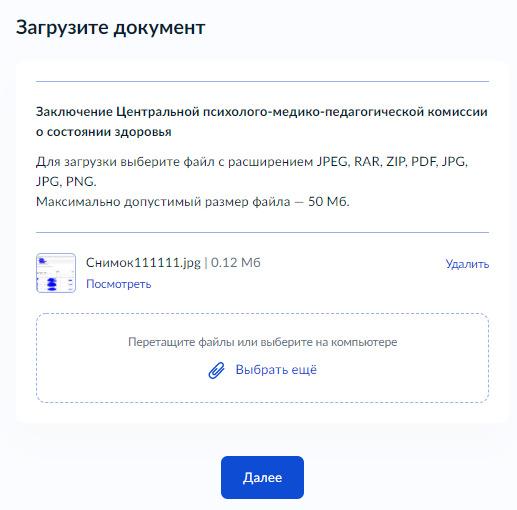 Загрузите документ
Заключение Центральной психолого-медико-педагогической комиссии
о состоянии здоровья
Для загрузки выберите файл с расширением JPEG, RAR, ZIP, PDF, JPG,
JPG, PNG.
Максимально допустимый размер файла — 50 Мб.
Снимок111111.jpg | 0.12 Мб
Удалить
Посмотреть
Перетащите файлы или выберите на компьютере
Выбрать ещё
Далее